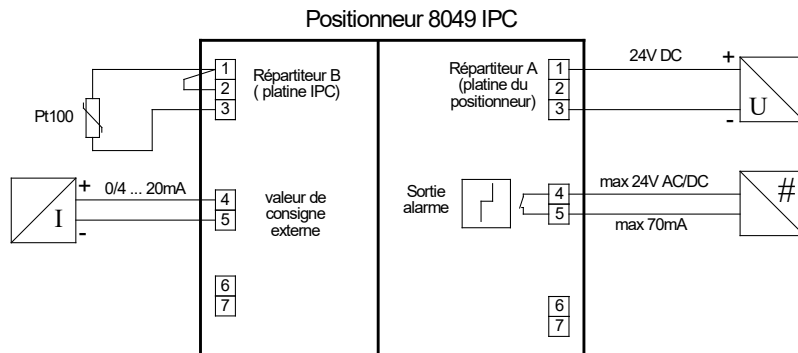 Positionneur 8049 IPC
Pt100
1
2
3
Répartiteur B
( platine IPC)
I
+
-
0/4 ... 20mA
4
5
valeur de
consigne
externe
6
7
Répartiteur A
(platine du
positionneur)
1
2
3
24V DC
+
-
U
Sortie
alarme
4
5
max 24V AC/DC
max 70mA
#
6
7